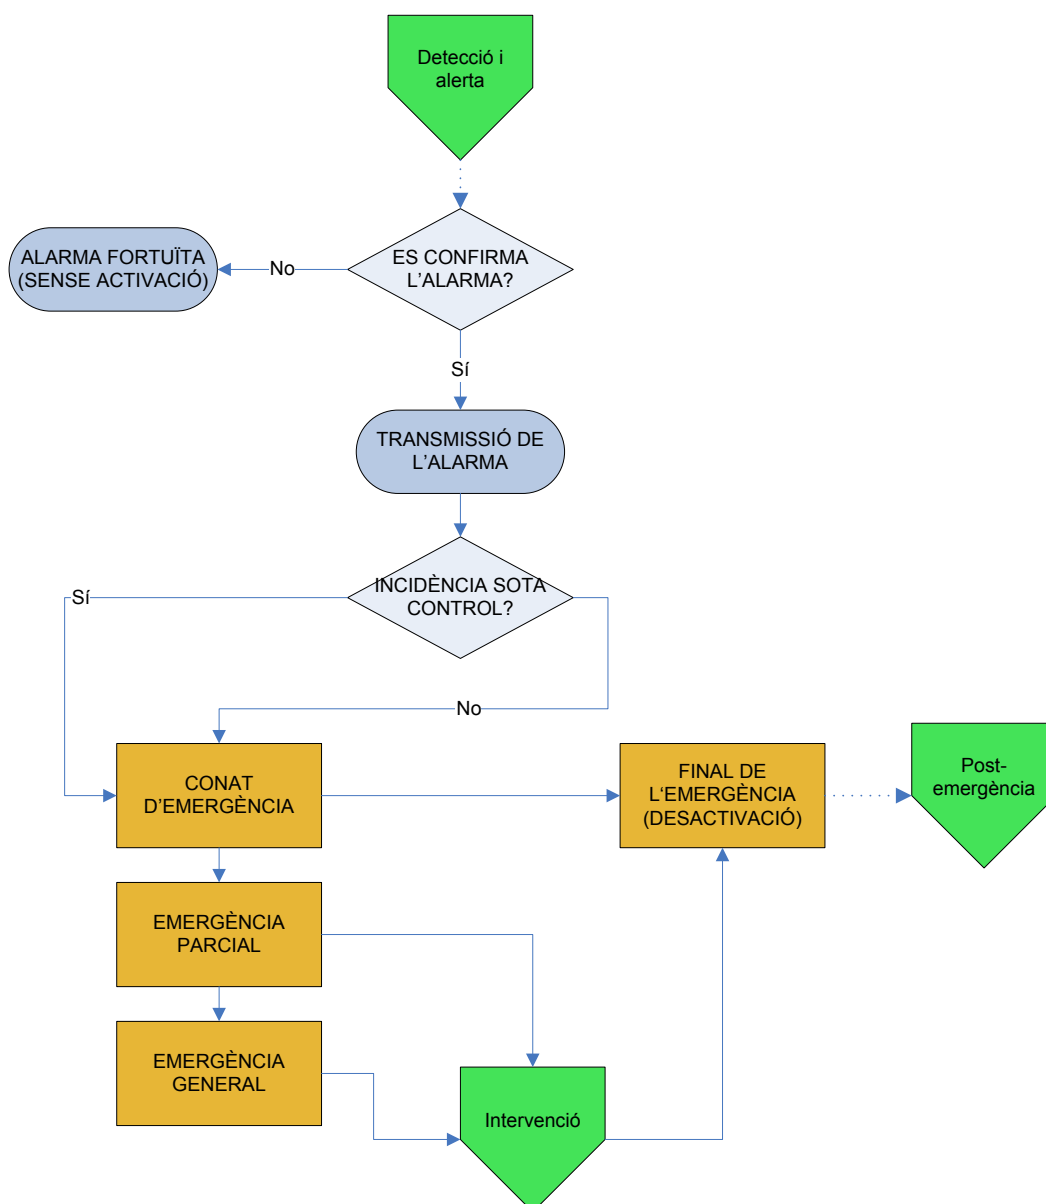 Detecció i
alerta
ES CONFIRMA
L’ALARMA?
No
ALARMA FORTUÏTA
(SENSE ACTIVACIÓ)
Sí
TRANSMISSIÓ DE
L’ALARMA
INCIDÈNCIA SOTA
CONTROL?
Sí
No
CONAT
D’EMERGÈNCIA
FINAL DE
L‘EMERGÈNCIA
(DESACTIVACIÓ)
Post-
emergència
EMERGÈNCIA
PARCIAL
EMERGÈNCIA
GENERAL
Intervenció